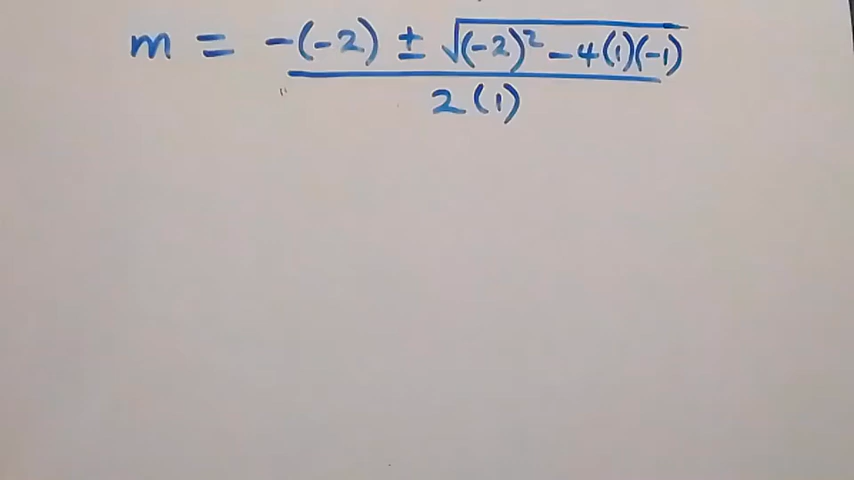 m = -(-2) ± √(-2)² - 4(1)(-1)
2(1)